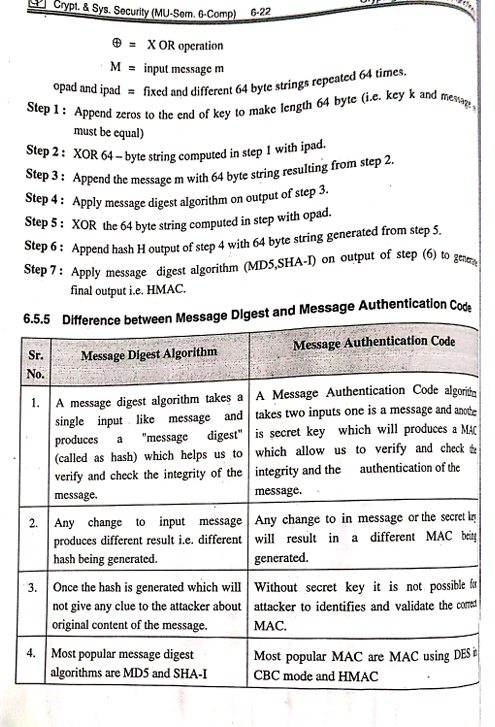 Crypt. & Sys. Security (MU-Sem. 6-Comp) 6-22
⊕ = X OR operation
M = input message m
opad and ipad = fixed and different 64 byte strings repeated 64 times.
Step 1 : Append zeros to the end of key to make length 64 byte (i.e. key k and message
must be equal)
Step 2 : XOR 64 – byte string computed in step 1 with ipad.
Step 3 : Append the message m with 64 byte string resulting from step 2.
Step 4 : Apply message digest algorithm on output of step 3.
Step 5 : XOR the 64 byte string computed in step with opad.
Step 6 : Append hash H output of step 4 with 64 byte string generated from step 5.
Step 7 : Apply message digest algorithm (MD5,SHA-I) on output of step (6) to generate
final output i.e. HMAC.
6.5.5 Difference between Message Digest and Message Authentication Code
Sr.
No.
Message Digest Algorithm
Message Authentication Code
1.
A message digest algorithm takes a
single input like message and
produces a "message digest"
(called as hash) which helps us to
verify and check the integrity of the
message.
A Message Authentication Code algorithm
takes two inputs one is a message and another
is secret key which will produces a MAC
which allow us to verify and check the
integrity and the authentication of the
message.
2.
Any change to input message
produces different result i.e. different
hash being generated.
Any change to in message or the secret key
will result in a different MAC being
generated.
3.
Once the hash is generated which will
not give any clue to the attacker about
original content of the message.
Without secret key it is not possible for
attacker to identifies and validate the correct
MAC.
4.
Most popular message digest
algorithms are MD5 and SHA-I
Most popular MAC are MAC using DES in
CBC mode and HMAC